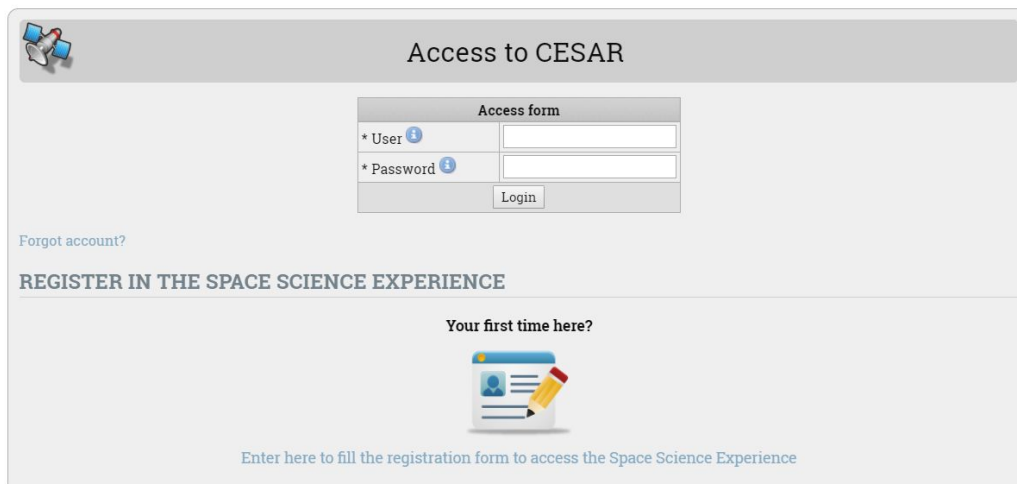 Access to CESAR
Access form
* User
* Password
Login
Forgot account?
REGISTER IN THE SPACE SCIENCE EXPERIENCE
Your first time here?
Enter here to fill the registration form to access the Space Science Experience